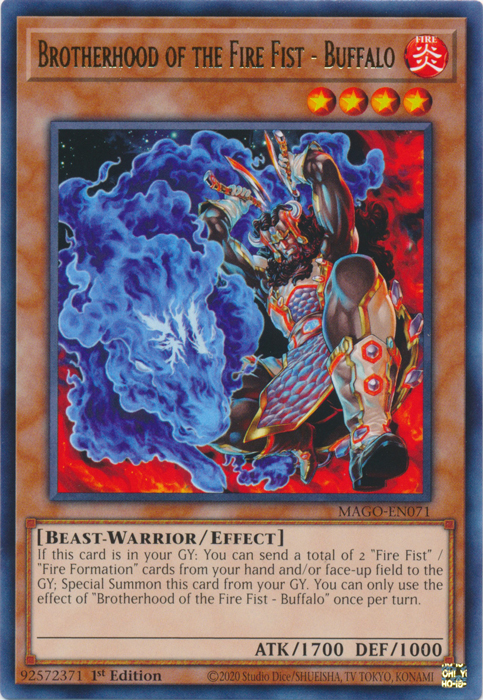 BROTHERHOOD OF THE FIRE FIST - BUFFALO
FIRE
炎
MAGO-EN071
[BEAST-WARRIOR/EFFECT]
If this card is in your GY: You can send a total of 2 "Fire Fist" /
"Fire Formation" cards from your hand and/or face-up field to the
GY; Special Summon this card from your GY. You can only use the
effect of "Brotherhood of the Fire Fist - Buffalo" once per turn.
ATK/1700 DEF/1000
92572371 1st Edition ©2020 Studio Dice/SHUEISHA, TV TOKYO, KONAMI